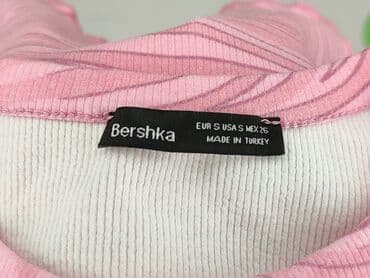 Bershka
EUR S USA S MEX 26
MADE IN TURKEY